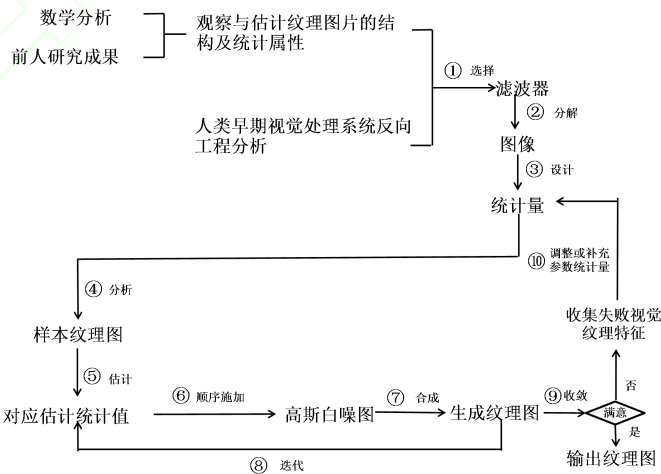 数学分析
前人研究成果
观察与估计纹理图片的结
构及统计属性
人类早期视觉处理系统反向
工程分析
① 选择
滤波器
② 分解
图像
③ 设计
统计量
⑩ 调整或补充
参数统计量
④ 分析
样本纹理图
收集失败视觉
纹理特征
⑤ 估计
否
对应估计统计值
⑥ 顺序施加
高斯白噪图
⑦ 合成
生成纹理图
⑨收敛
满意
是
⑧ 迭代
输出纹理图